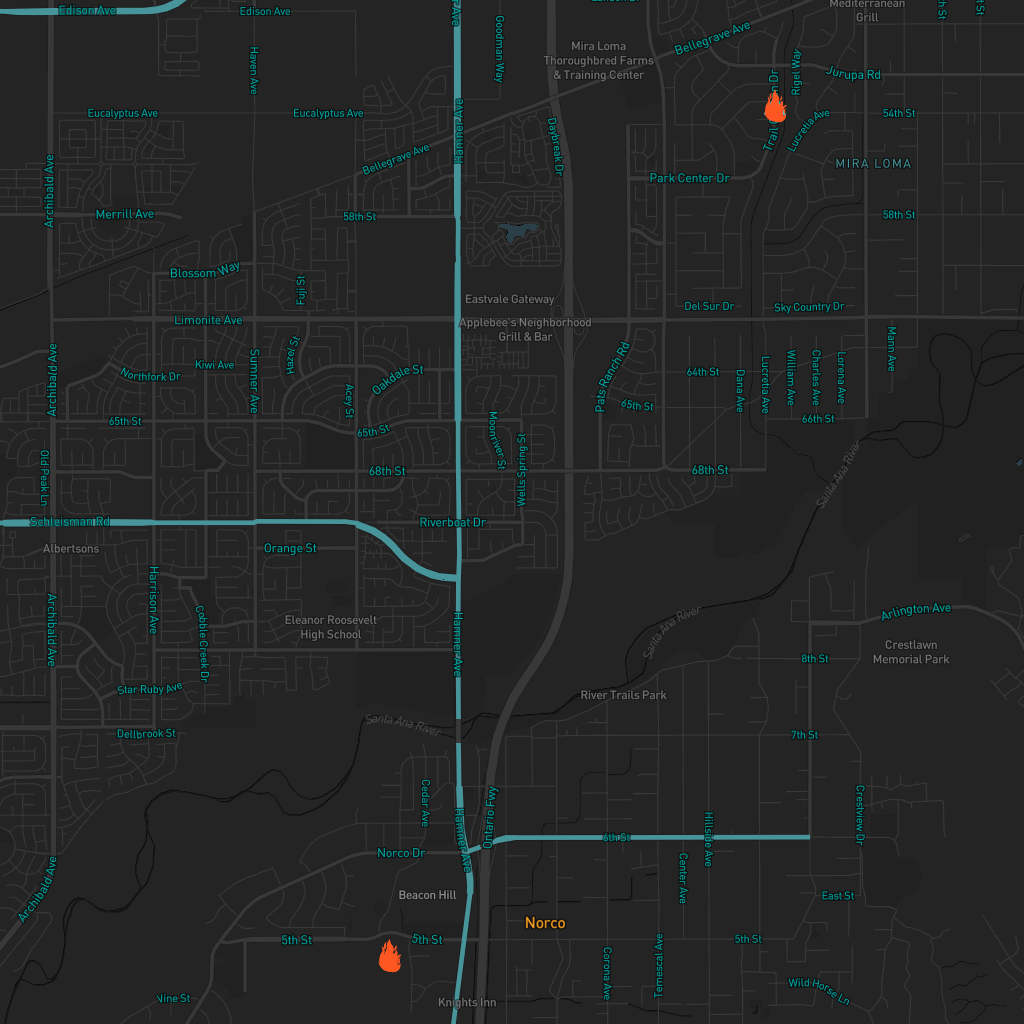 Edison Ave
Edison Ave
Hamner Ave
Goodman Way
London Dr
Mediterranean
Grill
Bellegrave Ave
Mira Loma
Thoroughbred Farms
& Training Center
Haven Ave
Rigel Way
Jurupa Rd
Eucalyptus Ave
Eucalyptus Ave
Hamner Ave
Daybreak Dr
Lucretia Ave
54th St
Bellegrave Ave
MIRA LOMA
Archibald Ave
Park Center Dr
Merrill Ave
58th St
58th St
Blossom Way
Fuji St
Eastvale Gateway
Del Sur Dr
Sky Country Dr
Limonite Ave
Applebee's Neighborhood
Grill & Bar
Mann Ave
Archibald Ave
Hazel St
Kiwi Ave
Northfork Dr
Sumner Ave
Acey St
Oakdale St
Pats Ranch Rd
64th St
Dana Ave
Lucretia Ave
William Ave
Charles Ave
Lorena Ave
65th St
65th St
65th St
66th St
Moonriver St
Wells Spring St
Old Peak Ln
68th St
68th St
Santa Ana River
Schleisman Rd
Riverboat Dr
Albertsons
Orange St
Harrison Ave
Archibald Ave
Cobble Creek Dr
Eleanor Roosevelt
High School
Hamner Ave
Santa Ana River
Arlington Ave
Crestlawn
Memorial Park
8th St
Star Ruby Ave
River Trails Park
Santa Ana River
Dellbrook St
7th St
Cedar Ave
Hamner Ave
Ontario Fwy
6th St
Hillside Ave
Crestview Dr
Norco Dr
Center Ave
Archibald Ave
Beacon Hill
East St
Norco
5th St
5th St
5th St
Corona Ave
Temescal Ave
Wild Horse Ln
Vine St
Knights Inn